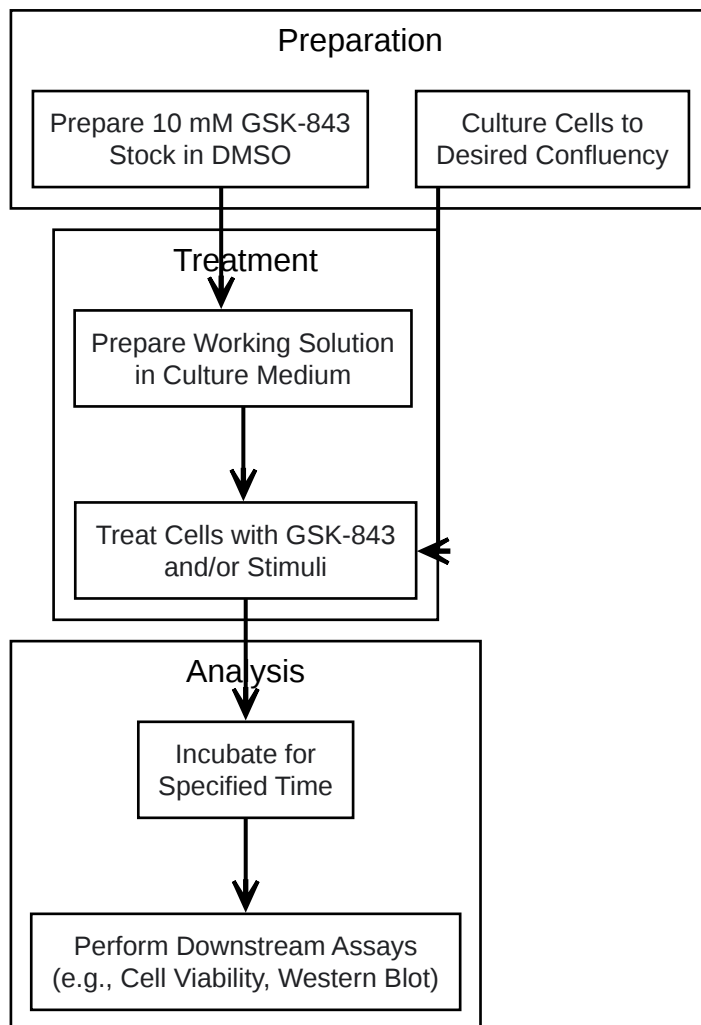 Preparation
Prepare 10 mM GSK-843
Stock in DMSO
Culture Cells to
Desired Confluency
Treatment
Prepare Working Solution
in Culture Medium
Treat Cells with GSK-843
and/or Stimuli
Analysis
Incubate for
Specified Time
Perform Downstream Assays
(e.g., Cell Viability, Western Blot)